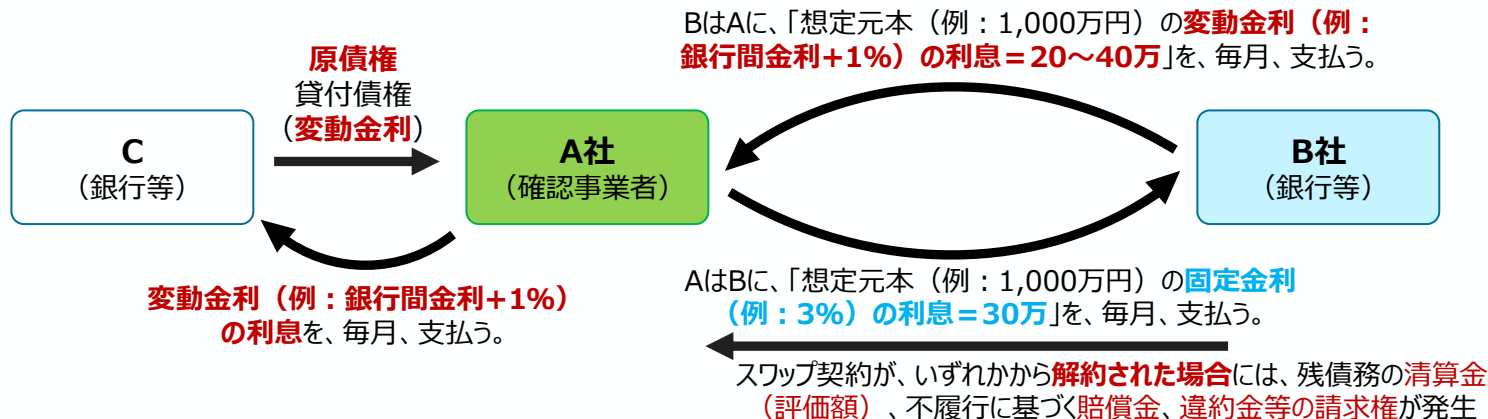 BはAに、「想定元本（例：1,000万円）の変動金利（例：
銀行間金利+1%）の利息＝20～40万」を、毎月、支払う。
原債権
貸付債権
（変動金利）
C
（銀行等）
A社
（確認事業者）
B社
（銀行等）
変動金利（例：銀行間金利+1%）
の利息を、毎月、支払う。
AはBに、「想定元本（例：1,000万円）の固定金利
（例：3%）の利息＝30万」を、毎月、支払う。
スワップ契約が、いずれかから解約された場合には、残債務の清算金
（評価額）、不履行に基づく賠償金、違約金等の請求権が発生